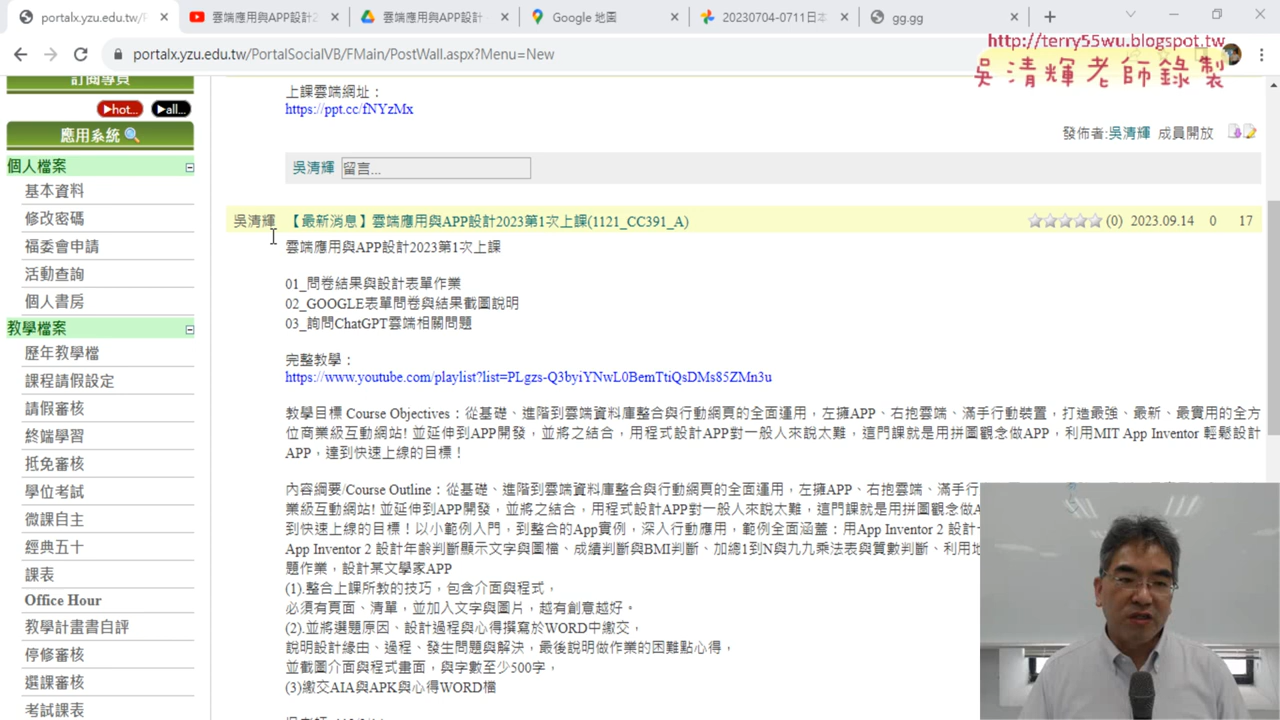 portalx.yzu.edu.tw/P
雲端應用與APP設計2
雲端應用與APP設計
Google 地圖
20230704-0711日本
gg.gg
portalx.yzu.edu.tw/PortalSocialVB/FMain/PostWall.aspx?Menu=New
http://terry55wu.blogspot.tw
吳清輝老師錄製
訂閱專頁
▶hot...
▶all...
應用系統
個人檔案
基本資料
修改密碼
福委會申請
活動查詢
個人書房
教學檔案
歷年教學檔
課程請假設定
請假審核
終端學習
抵免審核
學位考試
微課自主
經典五十
課表
Office Hour
教學計畫書自評
停修審核
選課審核
考試課表
上課雲端網址：
https://ppt.cc/fNYzMx
發佈者:吳清輝 成員開放
吳清輝 留言...
吳清輝 【最新消息】雲端應用與APP設計2023第1次上課(1121_CC391_A) (0) 2023.09.14 0 17
雲端應用與APP設計2023第1次上課
01_問卷結果與設計表單作業
02_GOOGLE表單問卷與結果截圖說明
03_詢問ChatGPT雲端相關問題
完整教學：
https://www.youtube.com/playlist?list=PLgzs-Q3byiYNwL0BemTtiQsDMs85ZMn3u
教學目標 Course Objectives：從基礎、進階到雲端資料庫整合與行動網頁的全面運用，左擁APP、右抱雲端、滿手行動裝置，打造最強、最新、最實用的全方
位商業級互動網站! 並延伸到APP開發，並將之結合，用程式設計APP對一般人來說太難，這門課就是用拼圖觀念做APP，利用MIT App Inventor 輕鬆設計
APP，達到快速上線的目標！
內容綱要/Course Outline：從基礎、進階到雲端資料庫整合與行動網頁的全面運用，左擁APP、右抱雲端、滿手行
業級互動網站! 並延伸到APP開發，並將之結合，用程式設計APP對一般人來說太難，這門課就是用拼圖觀念做A
到快速上線的目標！以小範例入門，到整合的App實例，深入行動應用，範例全面涵蓋：用App Inventor 2 設計
App Inventor 2 設計年齡判斷顯示文字與圖檔、成績判斷與BMI判斷、加總1到N與九九乘法表與質數判斷、利用地
題作業，設計某文學家APP
(1).整合上課所教的技巧，包含介面與程式，
必須有頁面、清單，並加入文字與圖片，越有創意越好。
(2).並將選題原因、設計過程與心得撰寫於WORD中繳交，
說明設計緣由、過程、發生問題與解決，最後說明做作業的困難點心得，
並截圖介面與程式畫面，與字數至少500字，
(3)繳交AIA與APK與心得WORD檔